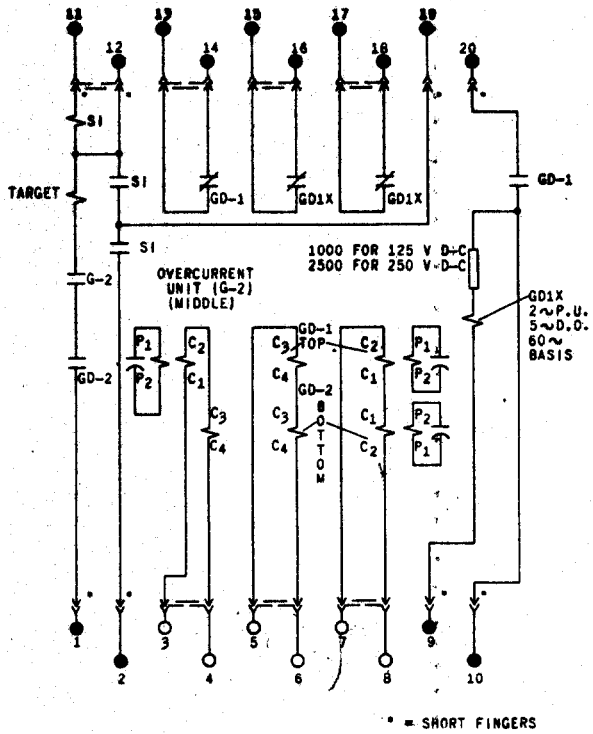 11 13 15 17 19
12 14 16 18 20
SI
TARGET
SI
GD-1
GD1X
GD1X
GD-1
SI
1000 FOR 125 V D-C
2500 FOR 250 V D-C
G-2
OVERCURRENT
UNIT (G-2)
(MIDDLE)
GD1X
2~P.U.
5~D.O.
60~
BASIS
GD-1
TOP
P1 C2 C3 C2 P1
GD-2
P2 C1 C4 C1 P2
GD-2
BOTTOM
C3 C3 C1 P2
C4 C4 C2 P1
1 3 5 7 9
2 4 6 8 10
* = SHORT FINGERS